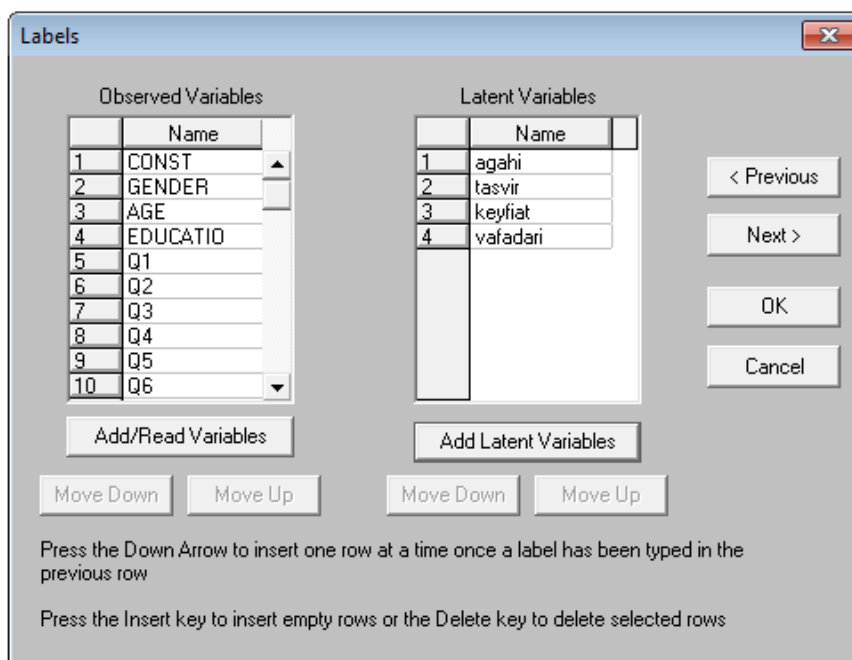 Labels
Observed Variables
Name
1 CONST
2 GENDER
3 AGE
4 EDUCATIO
5 Q1
6 Q2
7 Q3
8 Q4
9 Q5
10 Q6
Add/Read Variables
Move Down Move Up
Latent Variables
Name
1 agahi
2 tasvir
3 keyfiat
4 vafadari
Add Latent Variables
Move Down Move Up
< Previous
Next >
OK
Cancel
Press the Down Arrow to insert one row at a time once a label has been typed in the
previous row
Press the Insert key to insert empty rows or the Delete key to delete selected rows